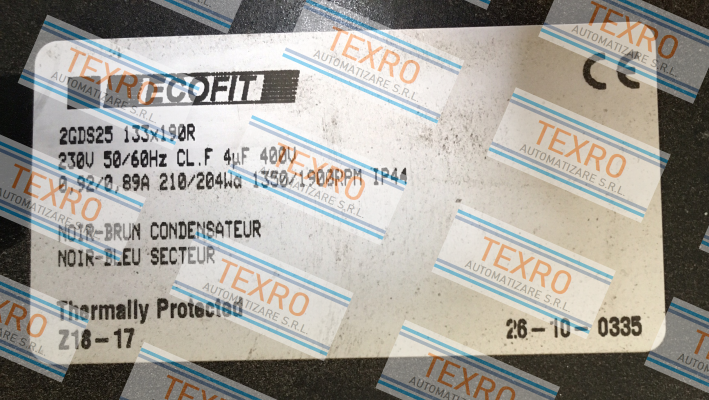 ECOFIT
CE
2GDS25 133x190R
230V 50/60Hz CL.F 4µF 400V
0,92/0,89A 210/204Wa 1350/1900RPM IP44
NOIR-BRUN CONDENSATEUR
NOIR-BLEU SECTEUR
Thermally Protected
Z18-17
26-10-0335
TEXRO
AUTOMATIZARE S.R.L.